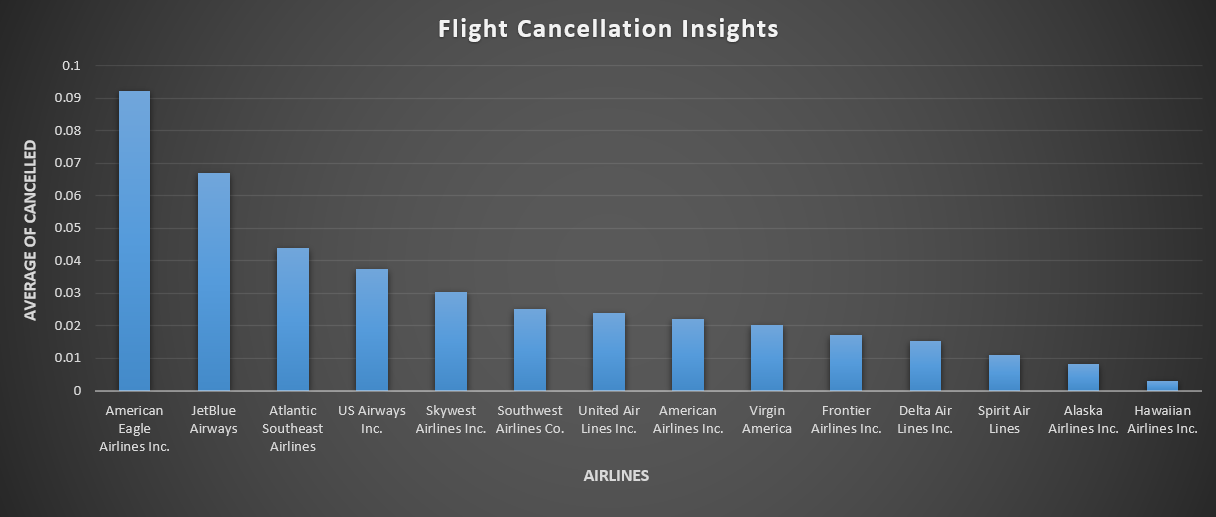 Flight Cancellation Insights
AVERAGE OF CANCELLED
0.1
0.09
0.08
0.07
0.06
0.05
0.04
0.03
0.02
0.01
0
American
Eagle
Airlines Inc.
JetBlue
Airways
Atlantic
Southeast
Airlines
US Airways
Inc.
Skywest
Airlines Inc.
Southwest
Airlines Co.
United Air
Lines Inc.
American
Airlines Inc.
Virgin
America
Frontier
Airlines Inc.
Delta Air
Lines Inc.
Spirit Air
Lines
Alaska
Airlines Inc.
Hawaiian
Airlines Inc.
AIRLINES